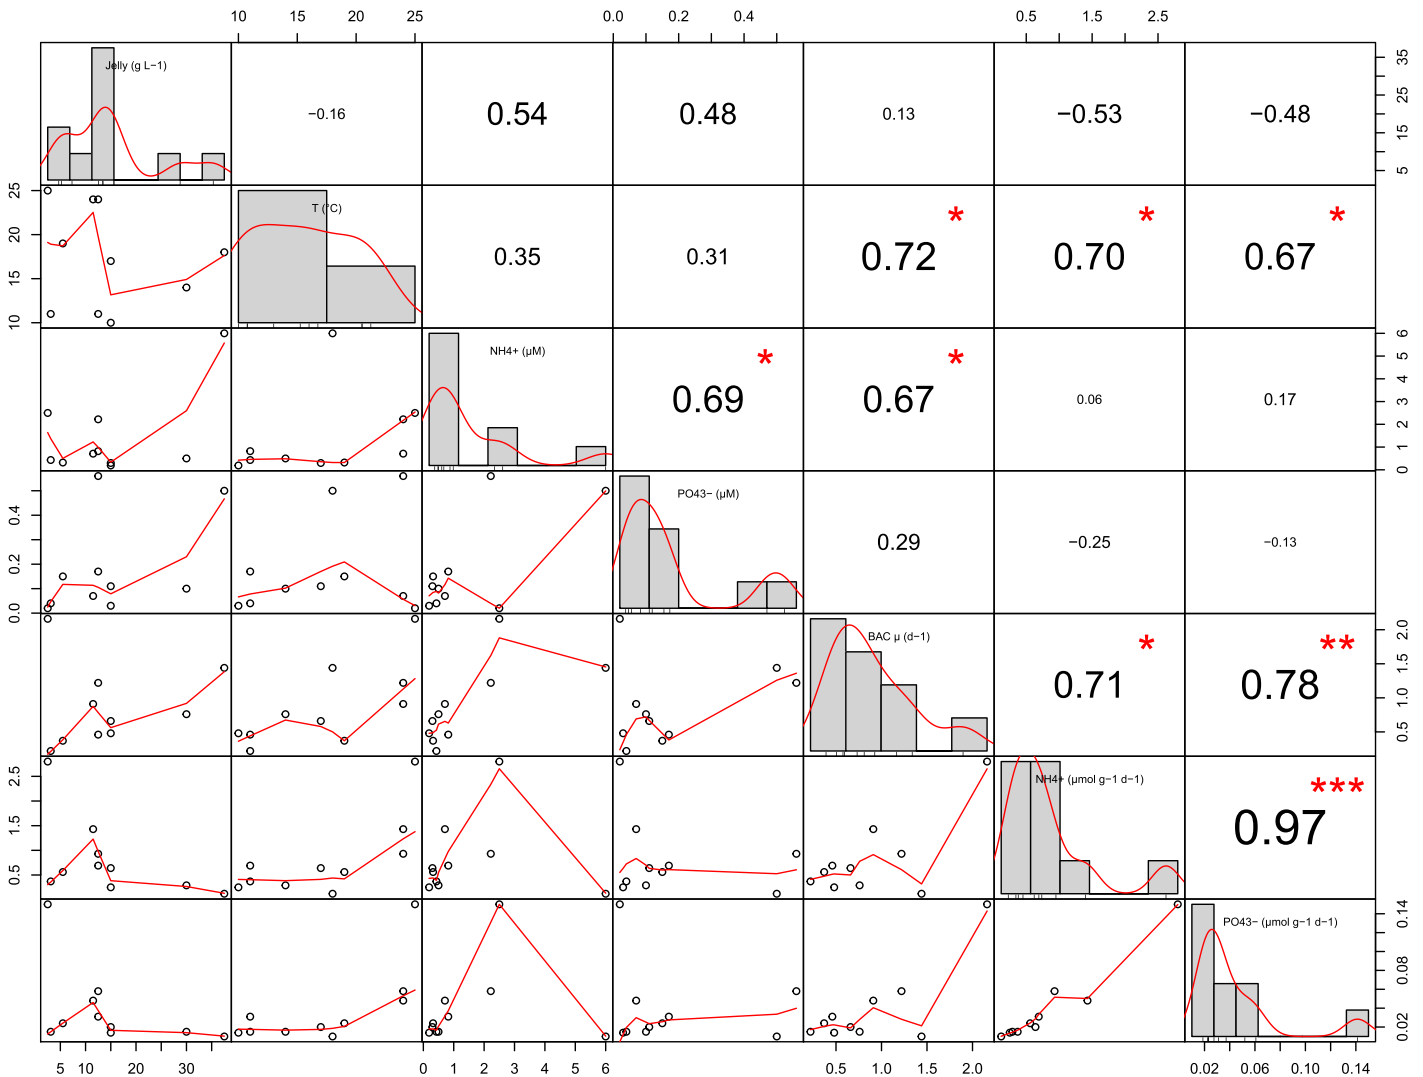 10 15 20 25 0.0 0.2 0.4 0.5 1.5 2.5
Jelly (g L−1) −0.16 0.54 0.48 0.13 −0.53 −0.48
5 15 25 35
10 15 20 25
T (°C) 0.35 0.31 0.72 * 0.70 * 0.67 *
NH4+ (µM) 0.69 * 0.67 * 0.06 0.17
0 1 2 3 4 5 6
0.0 0.2 0.4
PO43− (µM) 0.29 −0.25 −0.13
BAC µ (d−1) 0.71 * 0.78 **
0.5 1.0 1.5 2.0
0.5 1.5 2.5
NH4+ (µmol g−1 d−1) 0.97 ***
PO43− (µmol g−1 d−1)
0.02 0.08 0.14
5 10 20 30 0 1 2 3 4 5 6 0.5 1.0 1.5 2.0 0.02 0.06 0.10 0.14